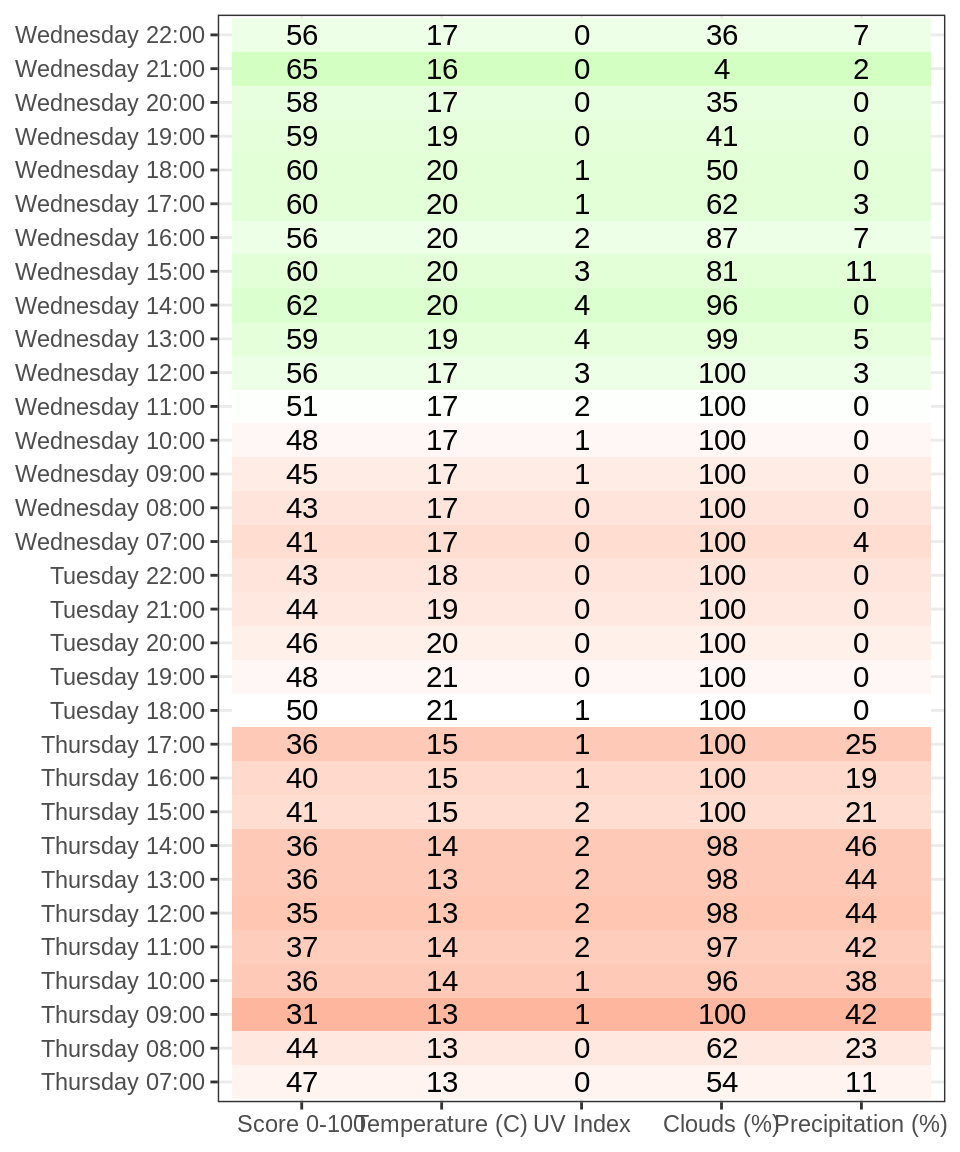 Wednesday 22:00 56 17 0 36 7
Wednesday 21:00 65 16 0 4 2
Wednesday 20:00 58 17 0 35 0
Wednesday 19:00 59 19 0 41 0
Wednesday 18:00 60 20 1 50 0
Wednesday 17:00 60 20 1 62 3
Wednesday 16:00 56 20 2 87 7
Wednesday 15:00 60 20 3 81 11
Wednesday 14:00 62 20 4 96 0
Wednesday 13:00 59 19 4 99 5
Wednesday 12:00 56 17 3 100 3
Wednesday 11:00 51 17 2 100 0
Wednesday 10:00 48 17 1 100 0
Wednesday 09:00 45 17 1 100 0
Wednesday 08:00 43 17 0 100 0
Wednesday 07:00 41 17 0 100 4
Tuesday 22:00 43 18 0 100 0
Tuesday 21:00 44 19 0 100 0
Tuesday 20:00 46 20 0 100 0
Tuesday 19:00 48 21 0 100 0
Tuesday 18:00 50 21 1 100 0
Thursday 17:00 36 15 1 100 25
Thursday 16:00 40 15 1 100 19
Thursday 15:00 41 15 2 100 21
Thursday 14:00 36 14 2 98 46
Thursday 13:00 36 13 2 98 44
Thursday 12:00 35 13 2 98 44
Thursday 11:00 37 14 2 97 42
Thursday 10:00 36 14 1 96 38
Thursday 09:00 31 13 1 100 42
Thursday 08:00 44 13 0 62 23
Thursday 07:00 47 13 0 54 11
Score 0-100 Temperature (C) UV Index Clouds (%) Precipitation (%)